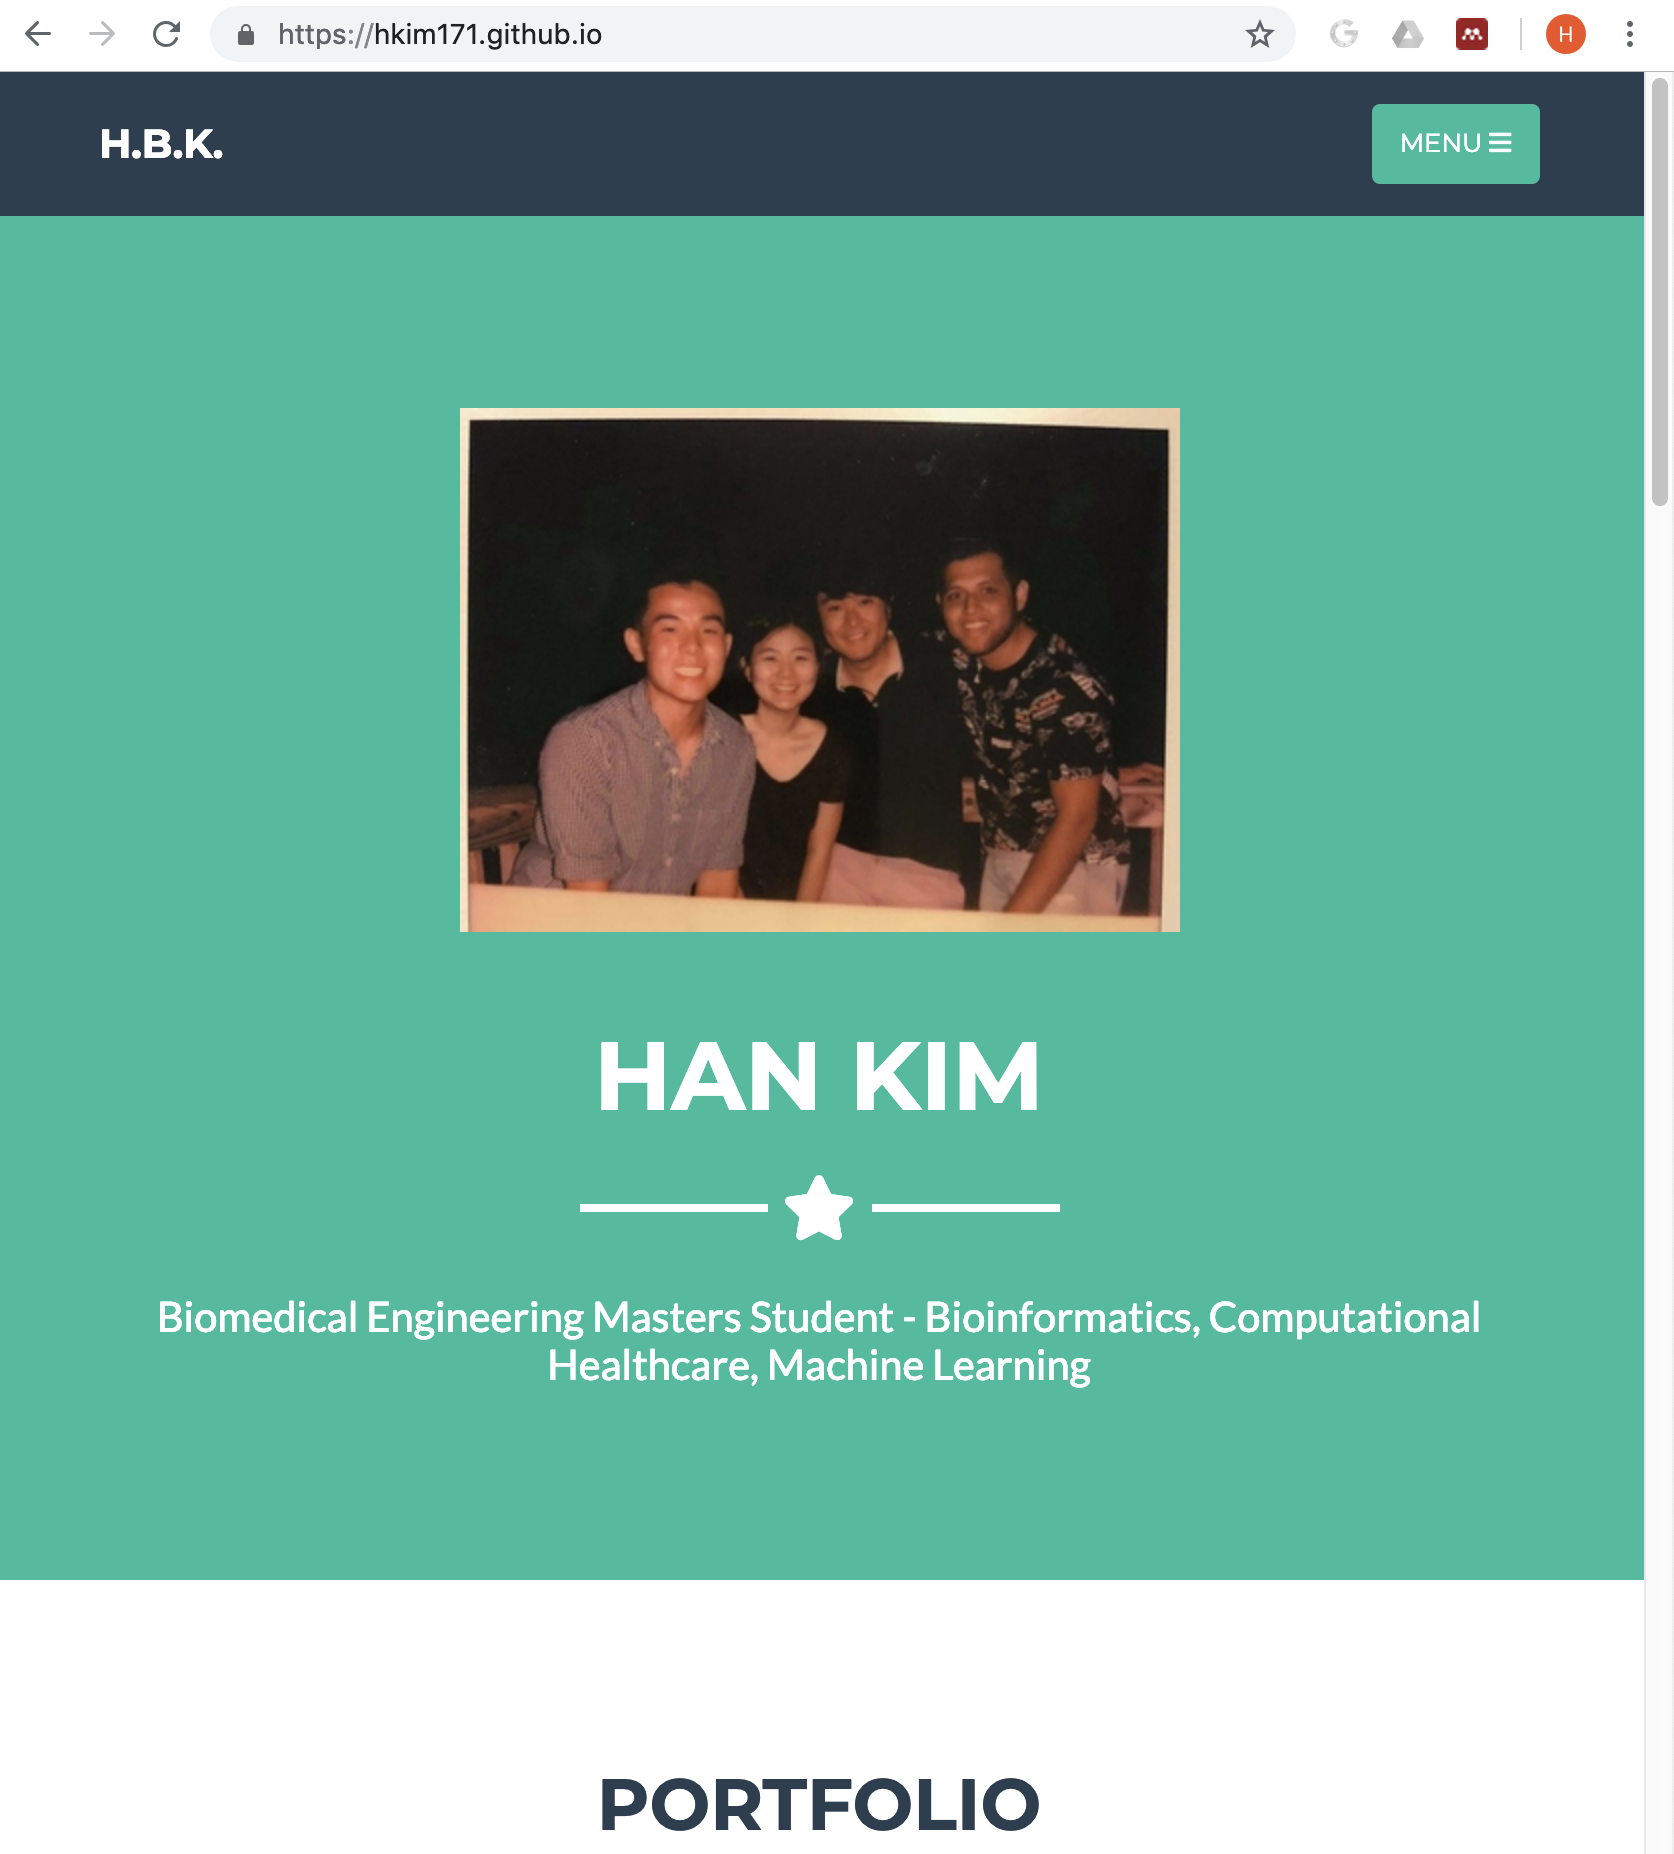 https://hkim171.github.io
H
H.B.K.
MENU
HAN KIM
Biomedical Engineering Masters Student - Bioinformatics, Computational
Healthcare, Machine Learning
PORTFOLIO